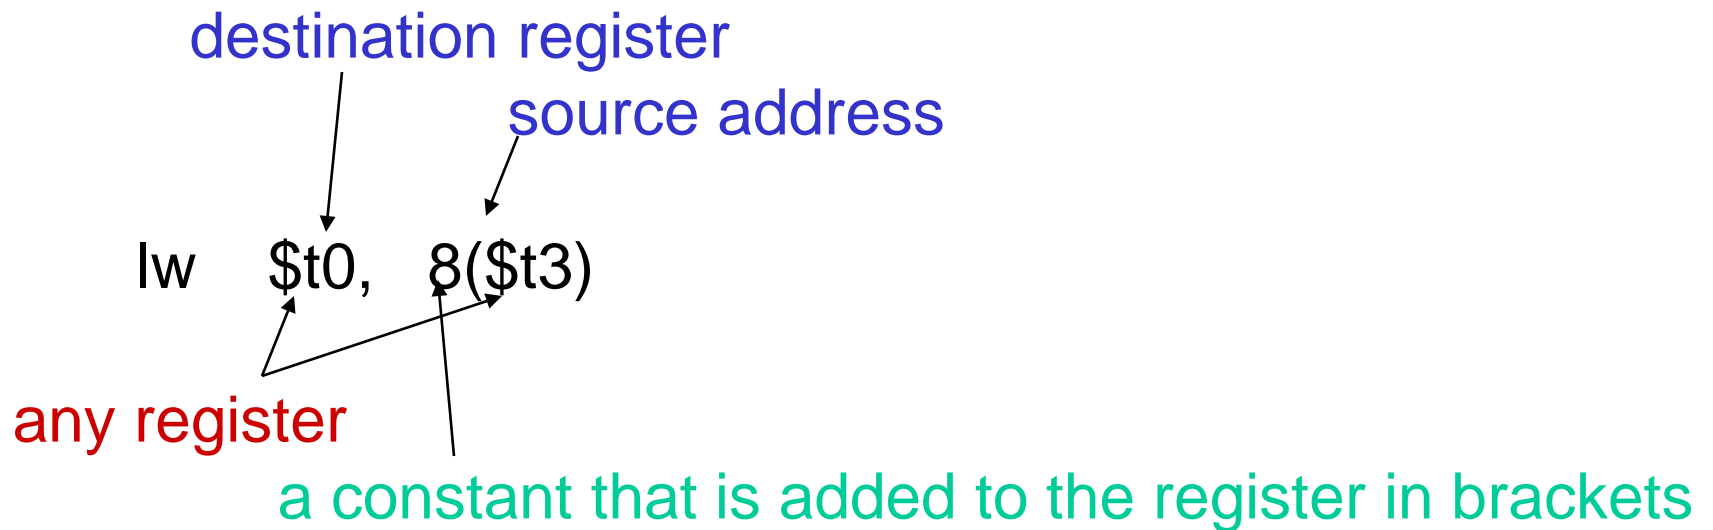 destination register
source address
lw $t0, 8($t3)
any register
a constant that is added to the register in brackets